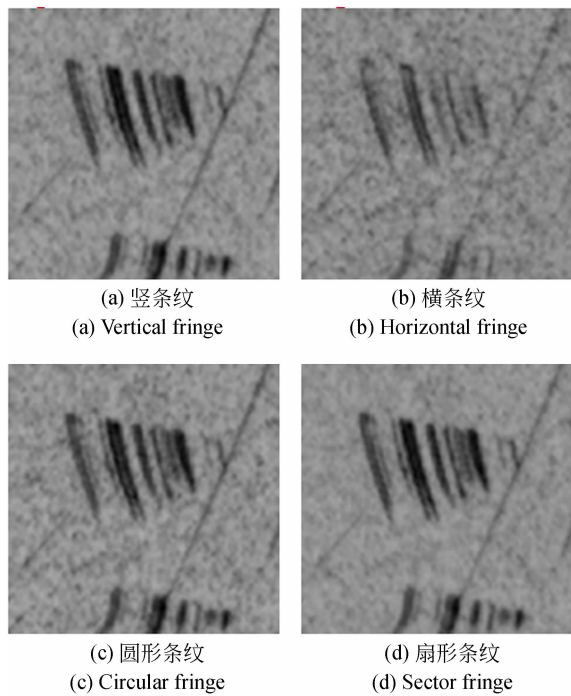 (a) 竖条纹
(a) Vertical fringe
(b) 横条纹
(b) Horizontal fringe
(c) 圆形条纹
(c) Circular fringe
(d) 扇形条纹
(d) Sector fringe